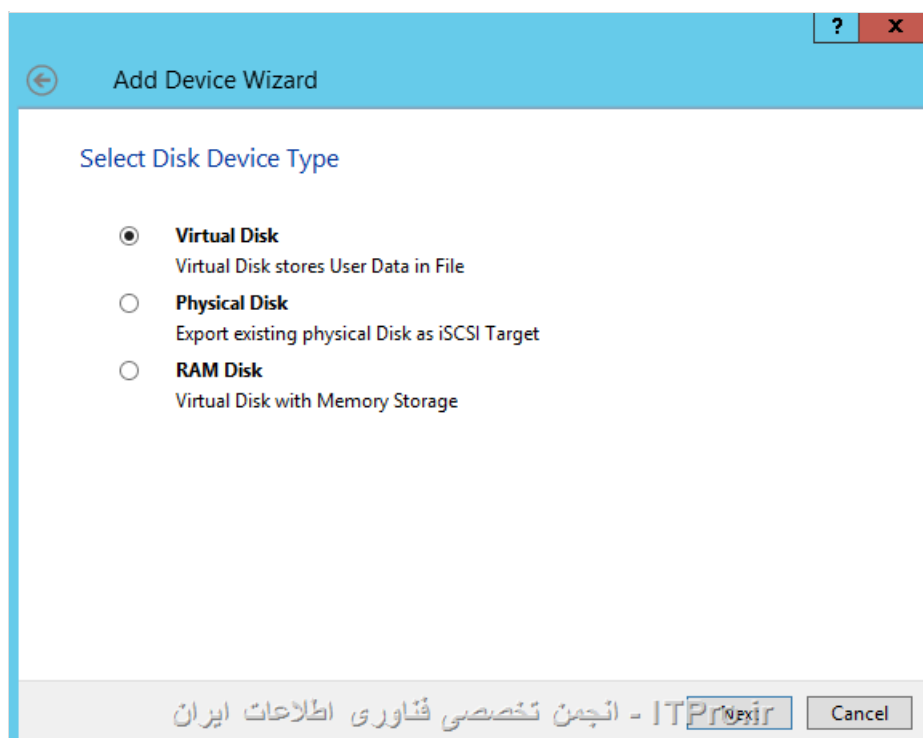 ? x
Add Device Wizard
Select Disk Device Type
Virtual Disk
Virtual Disk stores User Data in File
Physical Disk
Export existing physical Disk as iSCSI Target
RAM Disk
Virtual Disk with Memory Storage
ITPro.ir - انجمن تخصصی فناوری اطلاعات ایران
Next Cancel